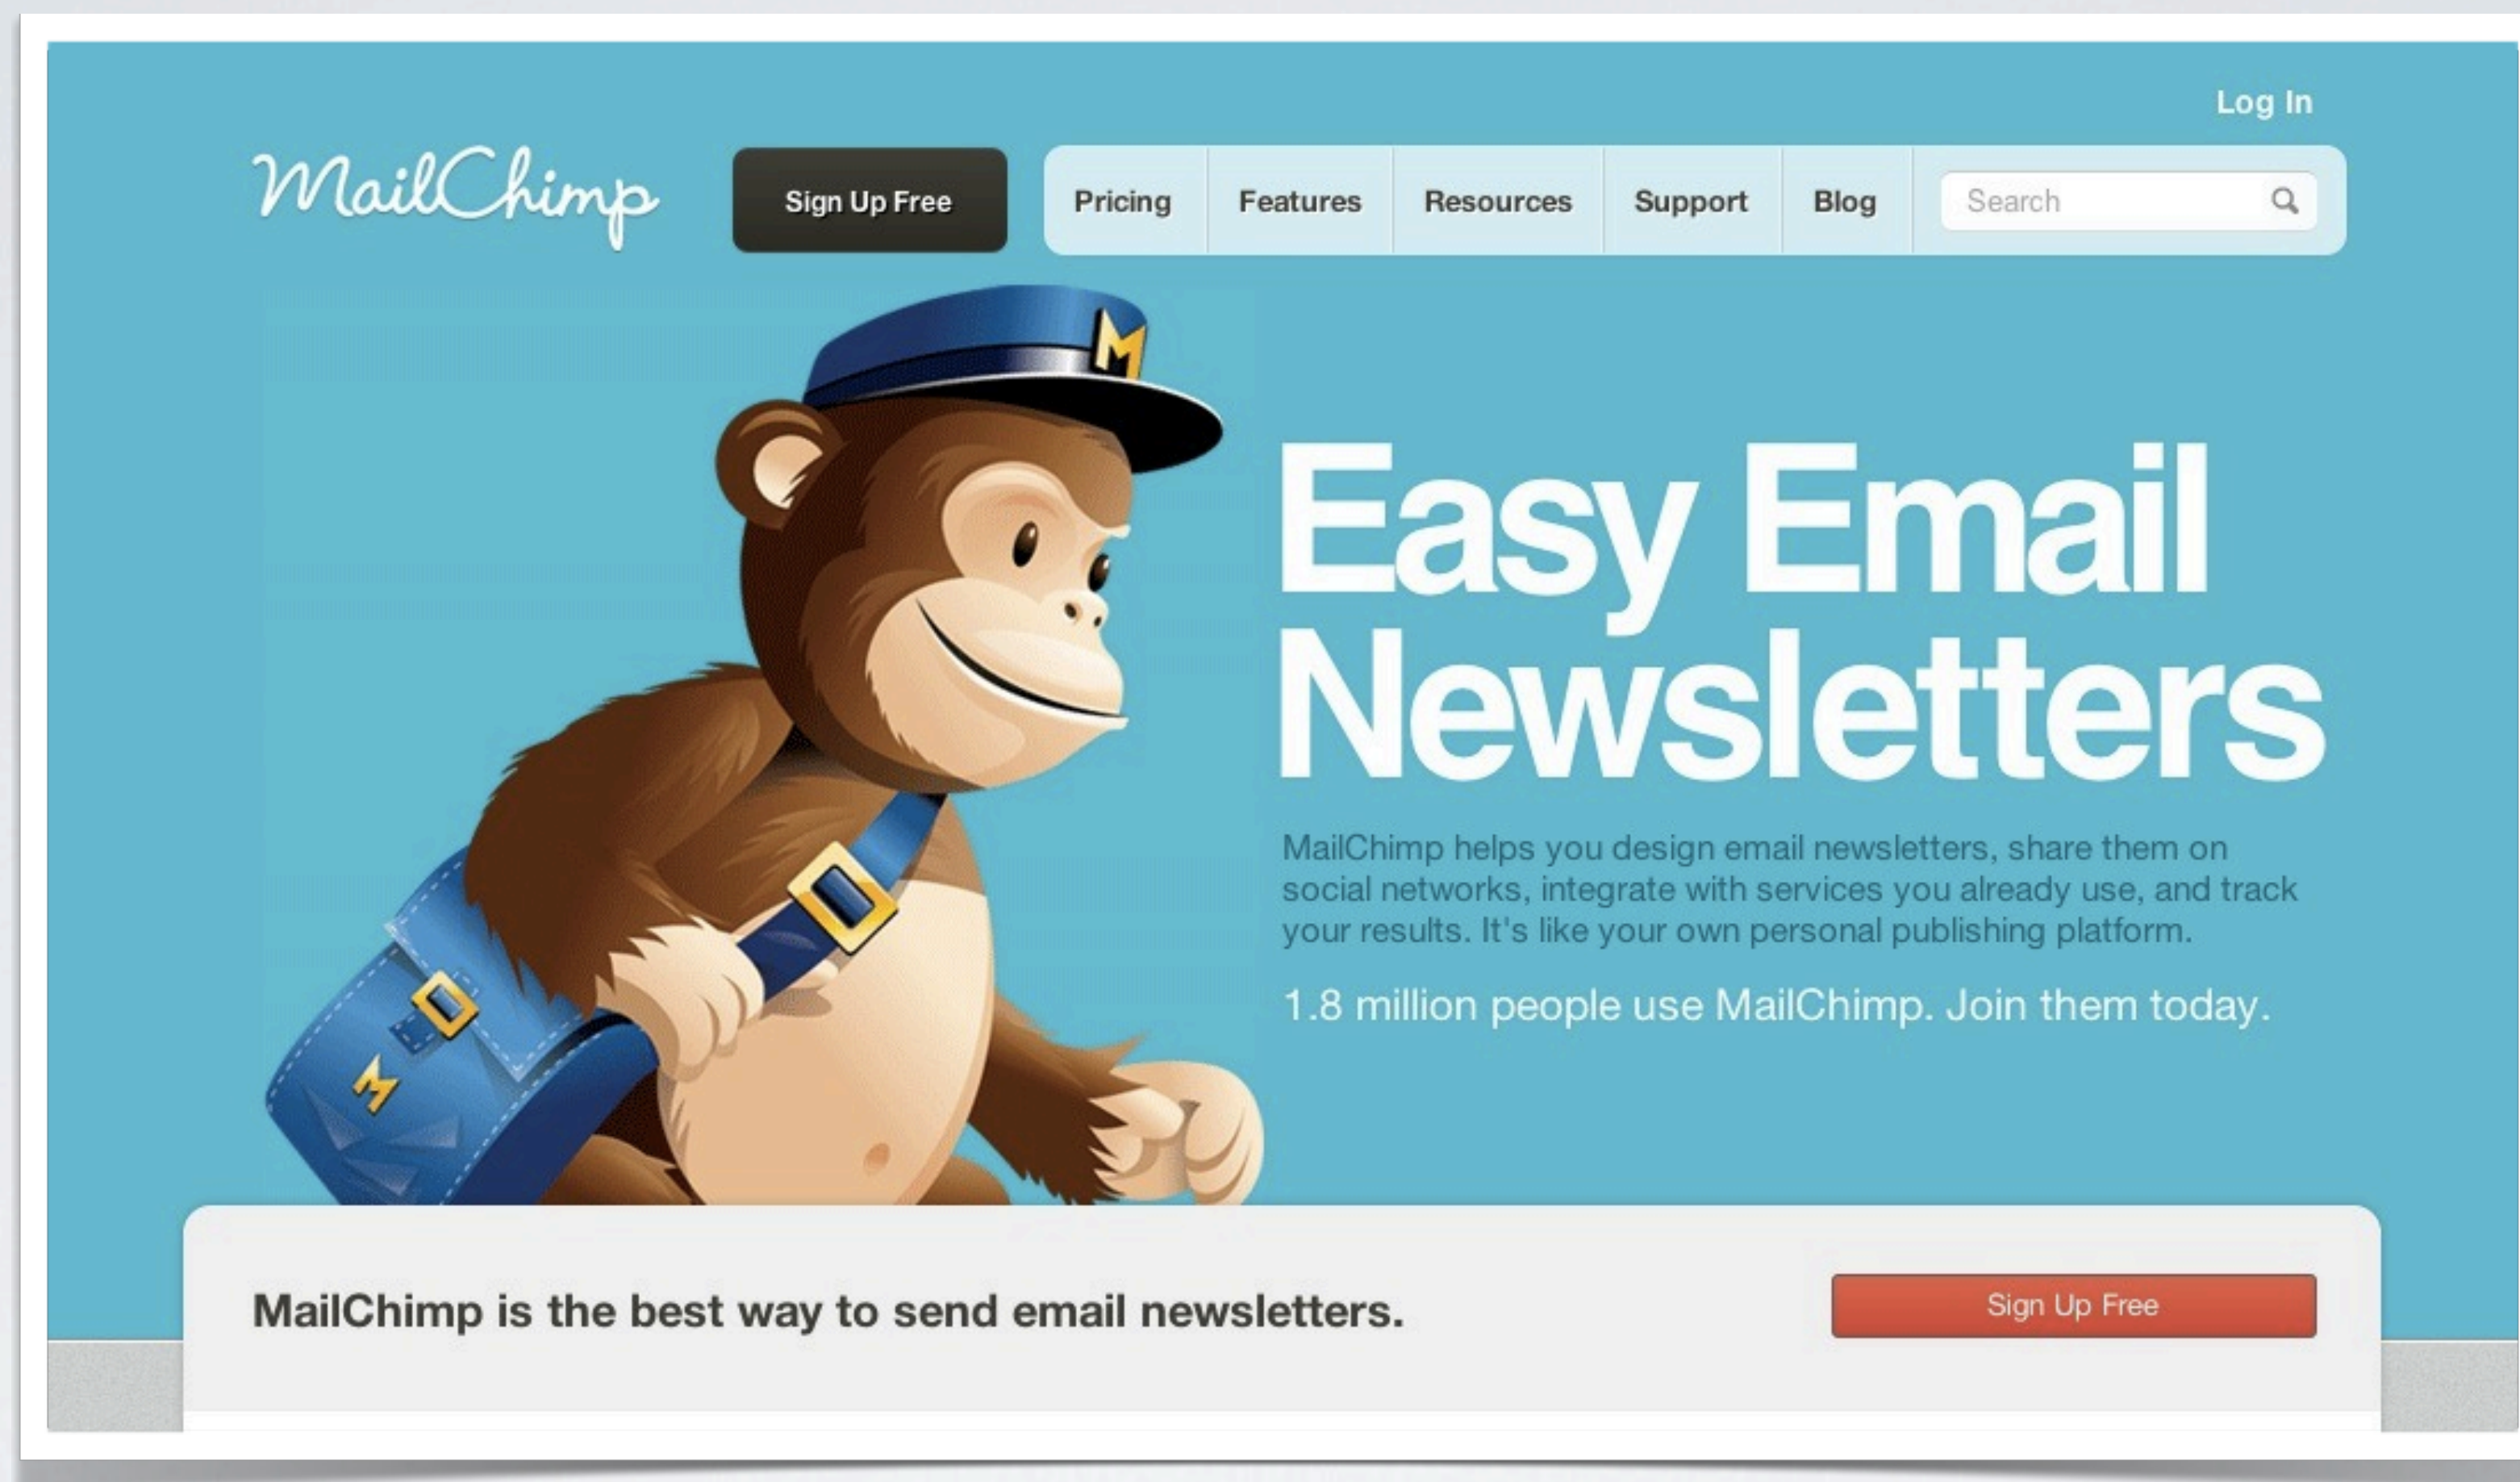 Log In
MailChimp
Sign Up Free
Pricing
Features
Resources
Support
Blog
Search
M
Easy Email
Newsletters
MailChimp helps you design email newsletters, share them on
social networks, integrate with services you already use, and track
your results. It's like your own personal publishing platform.
1.8 million people use MailChimp. Join them today.
M
MailChimp is the best way to send email newsletters.
Sign Up Free